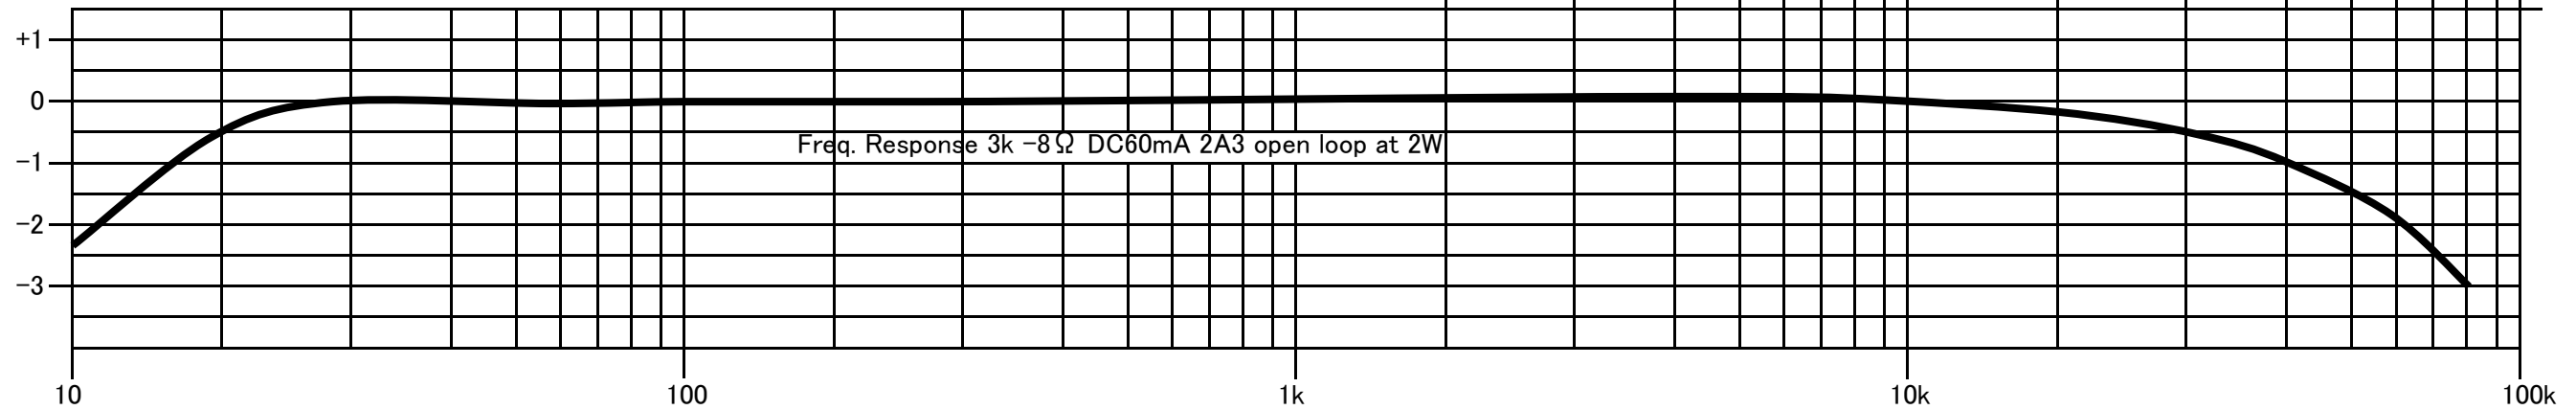 +1
0
-1
-2
-3
Freq. Response 3k -8Ω DC60mA 2A3 open loop at 2W
10 100 1k 10k 100k